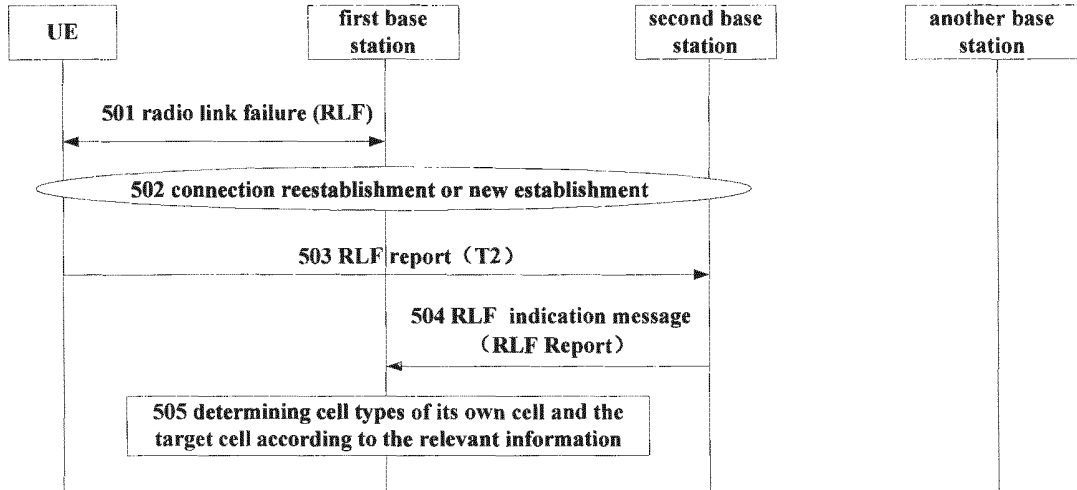 UE
first base
station
second base
station
another base
station
501 radio link failure (RLF)
502 connection reestablishment or new establishment
503 RLF report（T2）
504 RLF indication message
（RLF Report）
505 determining cell types of its own cell and the
target cell according to the relevant information